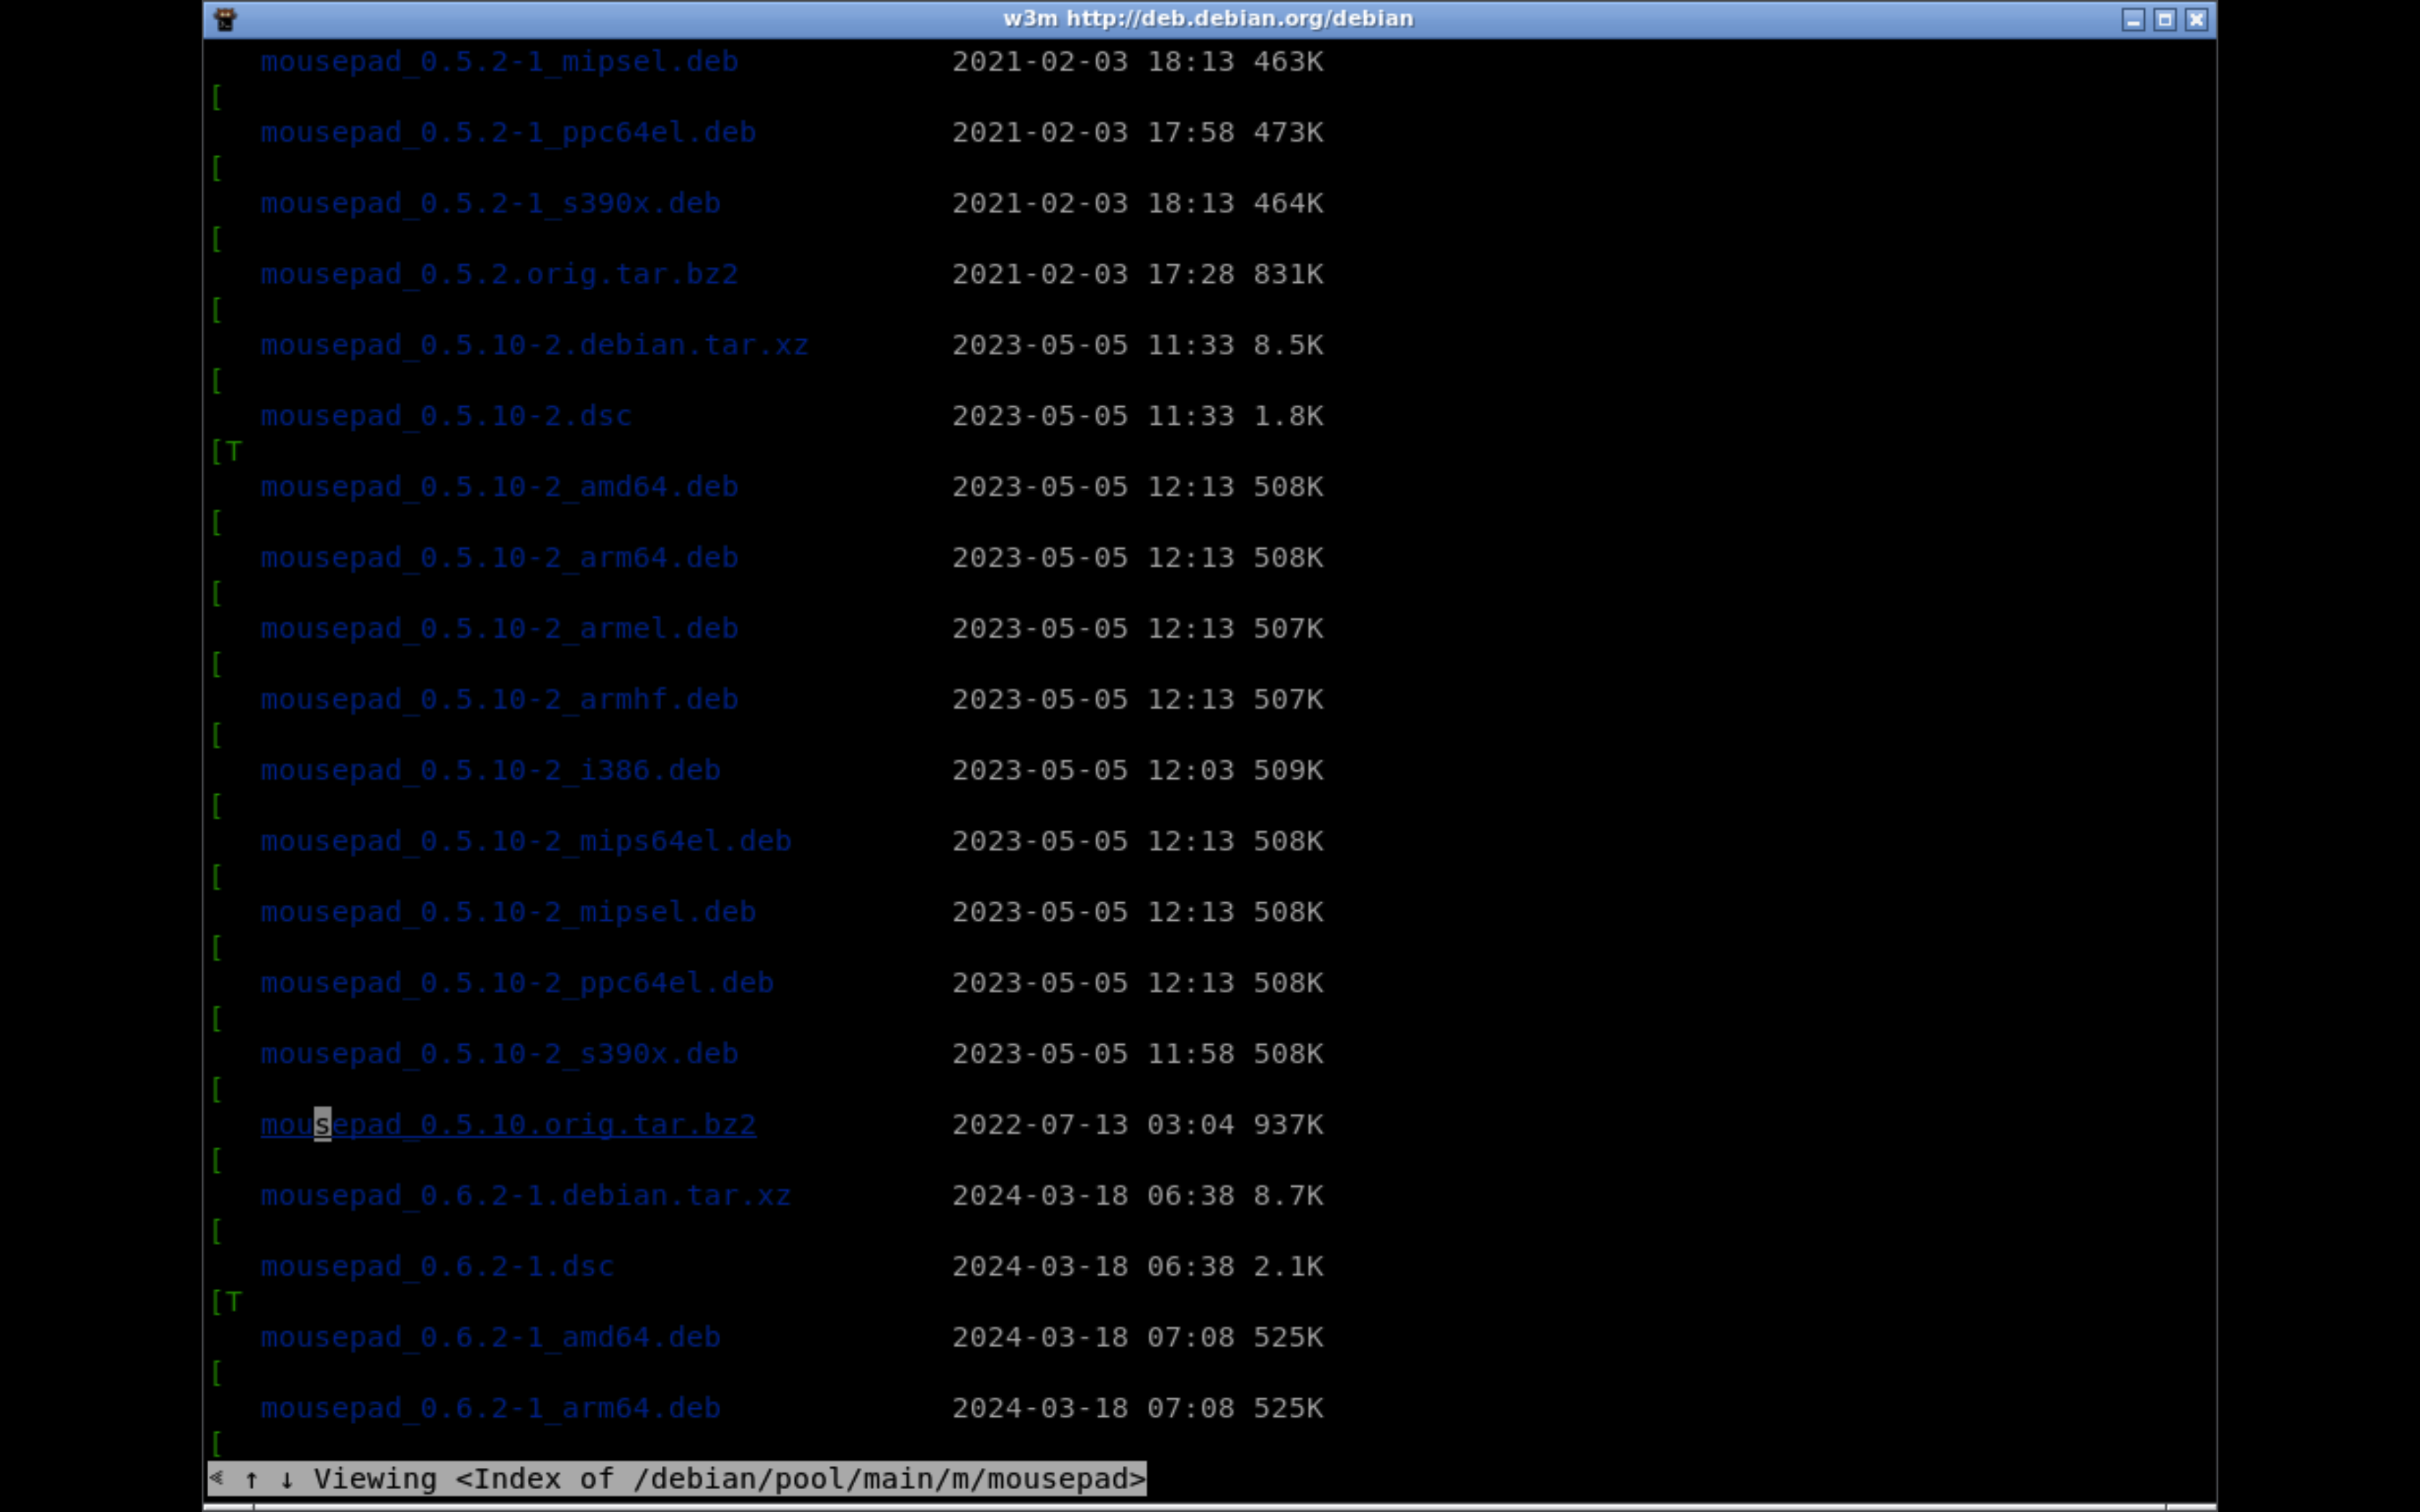 w3m http://deb.debian.org/debian
mousepad_0.5.2-1_mipsel.deb 2021-02-03 18:13 463K
[
mousepad_0.5.2-1_ppc64el.deb 2021-02-03 17:58 473K
[
mousepad_0.5.2-1_s390x.deb 2021-02-03 18:13 464K
[
mousepad_0.5.2.orig.tar.bz2 2021-02-03 17:28 831K
[
mousepad_0.5.10-2.debian.tar.xz 2023-05-05 11:33 8.5K
[
mousepad_0.5.10-2.dsc 2023-05-05 11:33 1.8K
[T
mousepad_0.5.10-2_amd64.deb 2023-05-05 12:13 508K
[
mousepad_0.5.10-2_arm64.deb 2023-05-05 12:13 508K
[
mousepad_0.5.10-2_armel.deb 2023-05-05 12:13 507K
[
mousepad_0.5.10-2_armhf.deb 2023-05-05 12:13 507K
[
mousepad_0.5.10-2_i386.deb 2023-05-05 12:03 509K
[
mousepad_0.5.10-2_mips64el.deb 2023-05-05 12:13 508K
[
mousepad_0.5.10-2_mipsel.deb 2023-05-05 12:13 508K
[
mousepad_0.5.10-2_ppc64el.deb 2023-05-05 12:13 508K
[
mousepad_0.5.10-2_s390x.deb 2023-05-05 11:58 508K
[
mousepad_0.5.10.orig.tar.bz2 2022-07-13 03:04 937K
[
mousepad_0.6.2-1.debian.tar.xz 2024-03-18 06:38 8.7K
[
mousepad_0.6.2-1.dsc 2024-03-18 06:38 2.1K
[T
mousepad_0.6.2-1_amd64.deb 2024-03-18 07:08 525K
[
mousepad_0.6.2-1_arm64.deb 2024-03-18 07:08 525K
[
⋞ ↑ ↓ Viewing <Index of /debian/pool/main/m/mousepad>